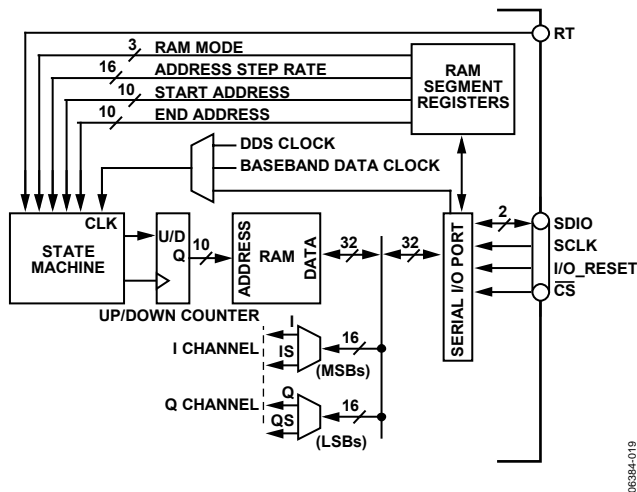 RT
3 RAM MODE
16 ADDRESS STEP RATE
10 START ADDRESS
10 END ADDRESS
RAM
SEGMENT
REGISTERS
DDS CLOCK
BASEBAND DATA CLOCK
CLK
STATE
MACHINE
U/D
Q
10
ADDRESS
RAM
DATA
32
32
SERIAL I/O PORT
2
SDIO
SCLK
I/O_RESET
CS
UP/DOWN COUNTER
I CHANNEL
I
IS
16
(MSBs)
Q CHANNEL
Q
QS
16
(LSBs)
06384-019